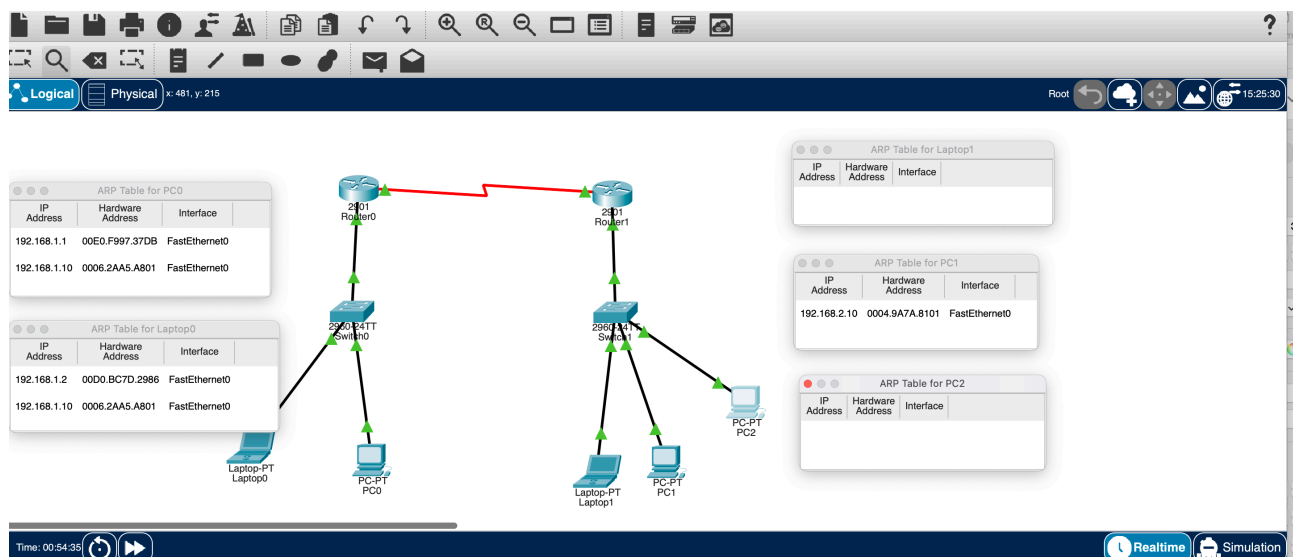 ?
Logical
Physical
x: 481, y: 215
Root
15:25:30
ARP Table for PC0
IP Address
Hardware Address
Interface
192.168.1.1 00E0.F997.37DB FastEthernet0
192.168.1.10 0006.2AA5.A801 FastEthernet0
ARP Table for Laptop0
IP Address
Hardware Address
Interface
192.168.1.2 00D0.BC7D.2986 FastEthernet0
192.168.1.10 0006.2AA5.A801 FastEthernet0
2901
Router0
2901
Router1
2960-24TT
Switch0
2960-24TT
Switch1
Laptop-PT
Laptop0
PC-PT
PC0
Laptop-PT
Laptop1
PC-PT
PC1
PC-PT
PC2
ARP Table for Laptop1
IP Address
Hardware Address
Interface
ARP Table for PC1
IP Address
Hardware Address
Interface
192.168.2.10 0004.9A7A.8101 FastEthernet0
ARP Table for PC2
IP Address
Hardware Address
Interface
Time: 00:54:35
Realtime
Simulation